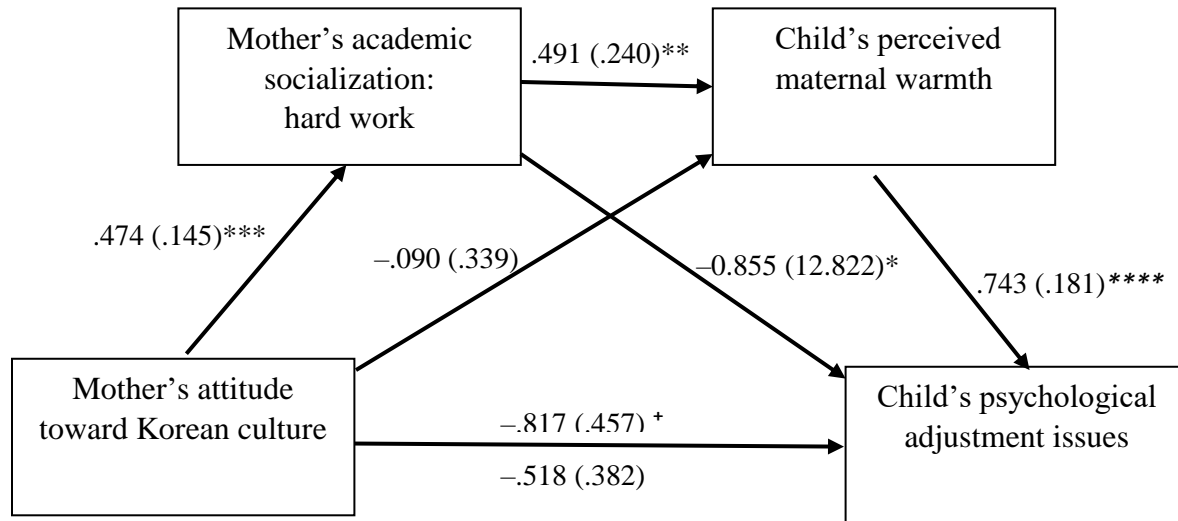 Mother’s academic
socialization:
hard work
.491 (.240)**
Child’s perceived
maternal warmth
.474 (.145)***
–.090 (.339)
–0.855 (12.822)*
.743 (.181)****
Mother’s attitude
toward Korean culture
–.817 (.457) +
–.518 (.382)
Child’s psychological
adjustment issues